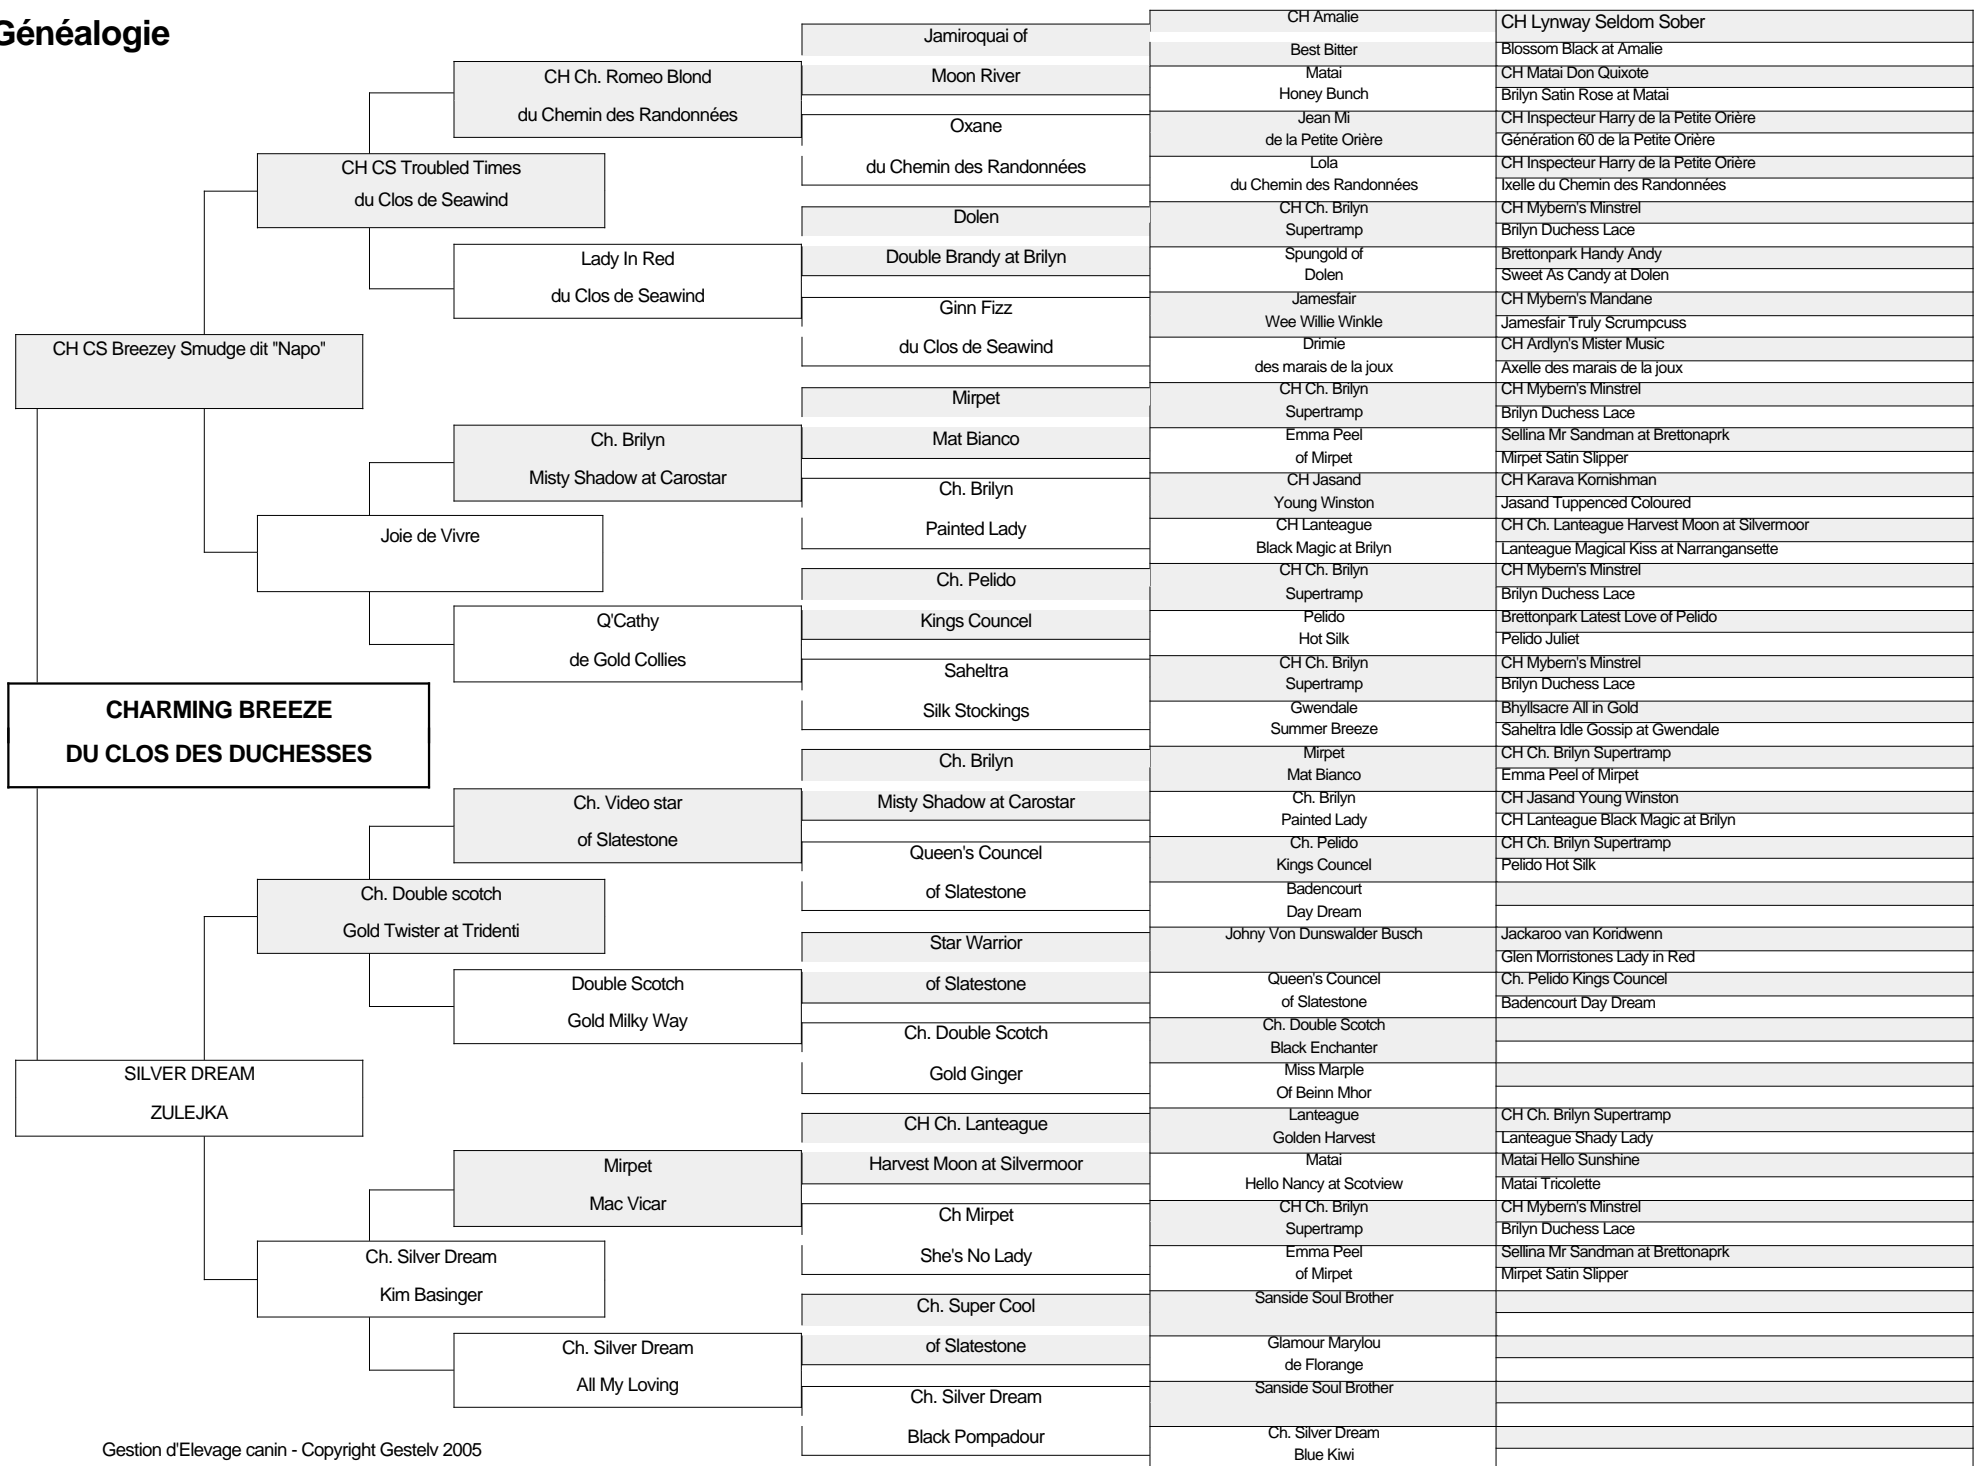 Généalogie
CHARMING BREEZE
DU CLOS DES DUCHESSES
CH CS Breezey Smudge dit "Napo"
SILVER DREAM
ZULEJKA
CH CS Troubled Times
du Clos de Seawind
Joie de Vivre
Ch. Double scotch
Gold Twister at Tridenti
Ch. Silver Dream
Kim Basinger
CH Ch. Romeo Blond
du Chemin des Randonnées
Lady In Red
du Clos de Seawind
Ch. Brilyn
Misty Shadow at Carostar
Q'Cathy
de Gold Collies
Ch. Video star
of Slatestone
Double Scotch
Gold Milky Way
Mirpet
Mac Vicar
Ch. Silver Dream
All My Loving
Jamiroquai of
Moon River
Oxane
du Chemin des Randonnées
Dolen
Double Brandy at Brilyn
Ginn Fizz
du Clos de Seawind
Mirpet
Mat Bianco
Ch. Brilyn
Painted Lady
Ch. Pelido
Kings Councel
Saheltra
Silk Stockings
Ch. Brilyn
Misty Shadow at Carostar
Queen's Councel
of Slatestone
Star Warrior
of Slatestone
Ch. Double Scotch
Gold Ginger
CH Ch. Lanteague
Harvest Moon at Silvermoor
Ch Mirpet
She's No Lady
Ch. Super Cool
of Slatestone
Ch. Silver Dream
Black Pompadour
CH Amalie
Best Bitter
Matai
Honey Bunch
Jean Mi
de la Petite Orière
Lola
du Chemin des Randonnées
CH Ch. Brilyn
Supertramp
Spungold of
Dolen
Jamesfair
Wee Willie Winkle
Drimie
des marais de la joux
CH Ch. Brilyn
Supertramp
Emma Peel
of Mirpet
CH Jasand
Young Winston
CH Lanteague
Black Magic at Brilyn
CH Ch. Brilyn
Supertramp
Pelido
Hot Silk
CH Ch. Brilyn
Supertramp
Gwendale
Summer Breeze
Mirpet
Mat Bianco
Ch. Brilyn
Painted Lady
Ch. Pelido
Kings Councel
Badencourt
Day Dream
Johny Von Dunswalder Busch
Queen's Councel
of Slatestone
Ch. Double Scotch
Black Enchanter
Miss Marple
Of Beinn Mhor
Lanteague
Golden Harvest
Matai
Hello Nancy at Scotview
CH Ch. Brilyn
Supertramp
Emma Peel
of Mirpet
Sanside Soul Brother
Glamour Marylou
de Florange
Sanside Soul Brother
Ch. Silver Dream
Blue Kiwi
CH Lynway Seldom Sober
Blossom Black at Amalie
CH Matai Don Quixote
Brilyn Satin Rose at Matai
CH Inspecteur Harry de la Petite Orière
Génération 60 de la Petite Orière
CH Inspecteur Harry de la Petite Orière
Ixelle du Chemin des Randonnées
CH Mybern's Minstrel
Brilyn Duchess Lace
Brettonpark Handy Andy
Sweet As Candy at Dolen
CH Mybern's Mandane
Jamesfair Truly Scrumpcuss
CH Ardlyn's Mister Music
Axelle des marais de la joux
CH Mybern's Minstrel
Brilyn Duchess Lace
Sellina Mr Sandman at Brettonaprk
Mirpet Satin Slipper
CH Karava Kornishman
Jasand Tuppenced Coloured
CH Ch. Lanteague Harvest Moon at Silvermoor
Lanteague Magical Kiss at Narrangansette
CH Mybern's Minstrel
Brilyn Duchess Lace
Brettonpark Latest Love of Pelido
Pelido Juliet
CH Mybern's Minstrel
Brilyn Duchess Lace
Bhyllsacre All in Gold
Saheltra Idle Gossip at Gwendale
CH Ch. Brilyn Supertramp
Emma Peel of Mirpet
CH Jasand Young Winston
CH Lanteague Black Magic at Brilyn
CH Ch. Brilyn Supertramp
Pelido Hot Silk
Jackaroo van Koridwenn
Glen Morristones Lady in Red
Ch. Pelido Kings Councel
Badencourt Day Dream
CH Ch. Brilyn Supertramp
Lanteague Shady Lady
Matai Hello Sunshine
Matai Tricolette
CH Mybern's Minstrel
Brilyn Duchess Lace
Sellina Mr Sandman at Brettonaprk
Mirpet Satin Slipper
Gestion d'Elevage canin - Copyright Gestelv 2005